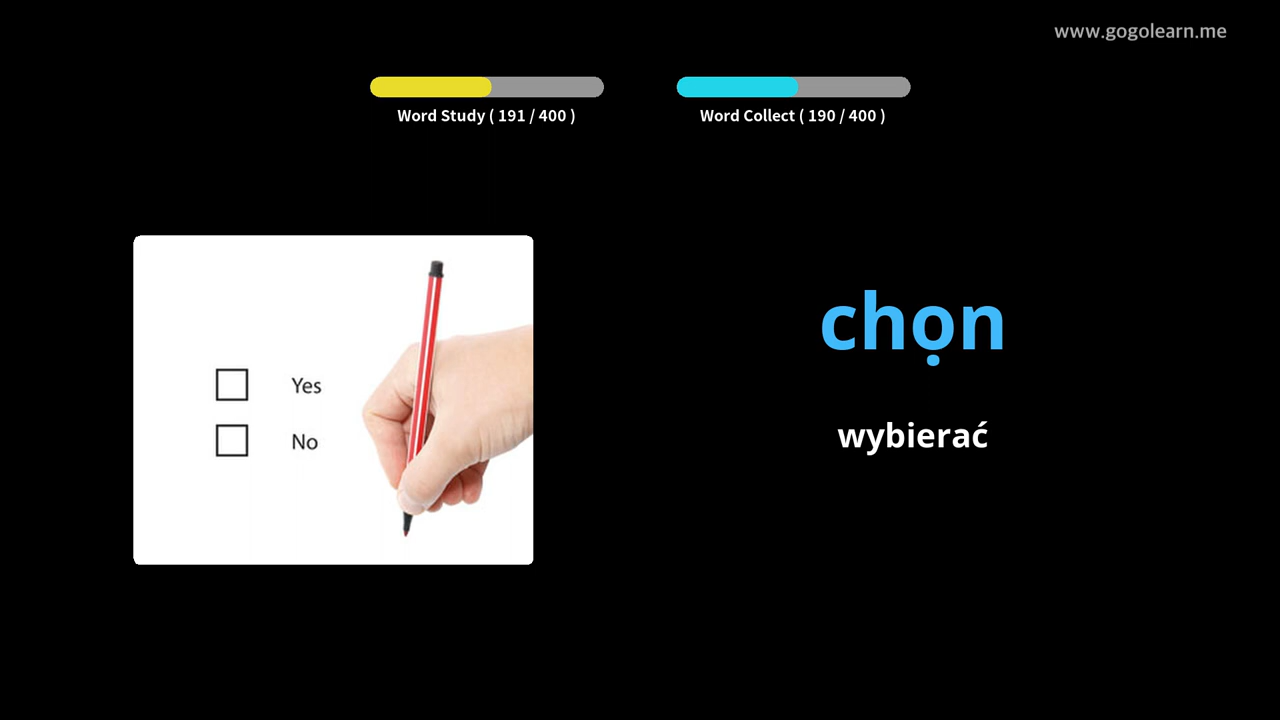 www.gogolearn.me
Word Study ( 191 / 400 )
Word Collect ( 190 / 400 )
Yes
No
chọn
wybierać